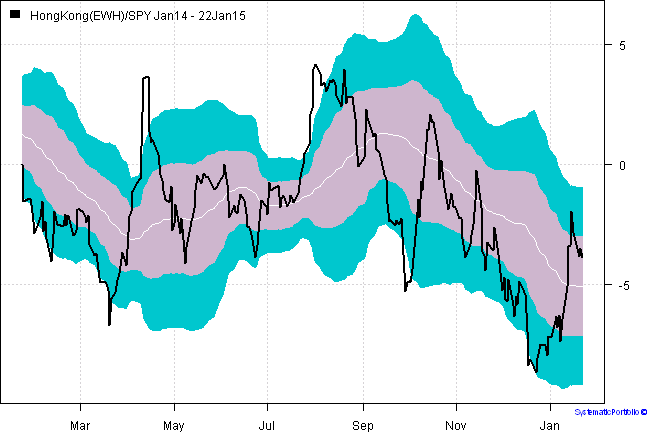 HongKong(EWH)/SPY Jan14 - 22Jan15
5
0
-5
Mar May Jul Sep Nov Jan
SystematicPortfolio ©